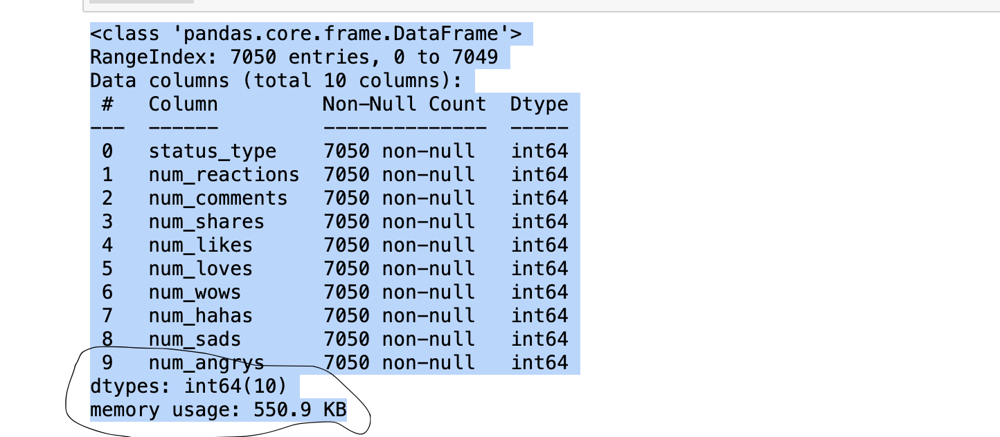 <class 'pandas.core.frame.DataFrame'>
RangeIndex: 7050 entries, 0 to 7049
Data columns (total 10 columns):
 #   Column         Non-Null Count  Dtype
---  ------         --------------  -----
 0   status_type    7050 non-null   int64
 1   num_reactions  7050 non-null   int64
 2   num_comments   7050 non-null   int64
 3   num_shares     7050 non-null   int64
 4   num_likes      7050 non-null   int64
 5   num_loves      7050 non-null   int64
 6   num_wows       7050 non-null   int64
 7   num_hahas      7050 non-null   int64
 8   num_sads       7050 non-null   int64
 9   num_angrys     7050 non-null   int64
dtypes: int64(10)
memory usage: 550.9 KB